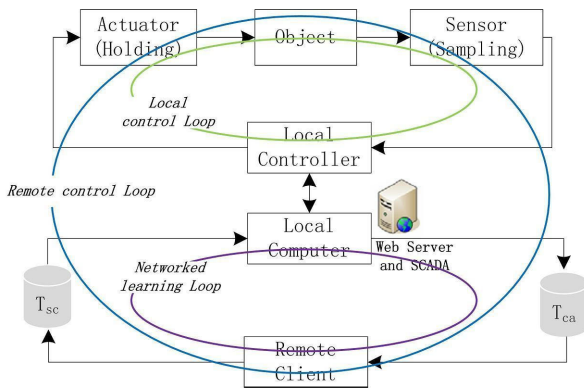 Actuator
(Holding)
Object
Sensor
(Sampling)
Local
control Loop
Local
Controller
Remote control Loop
Local
Computer
Web Server
and SCADA
Networked
learning Loop
Tsc
Tca
Remote
Client